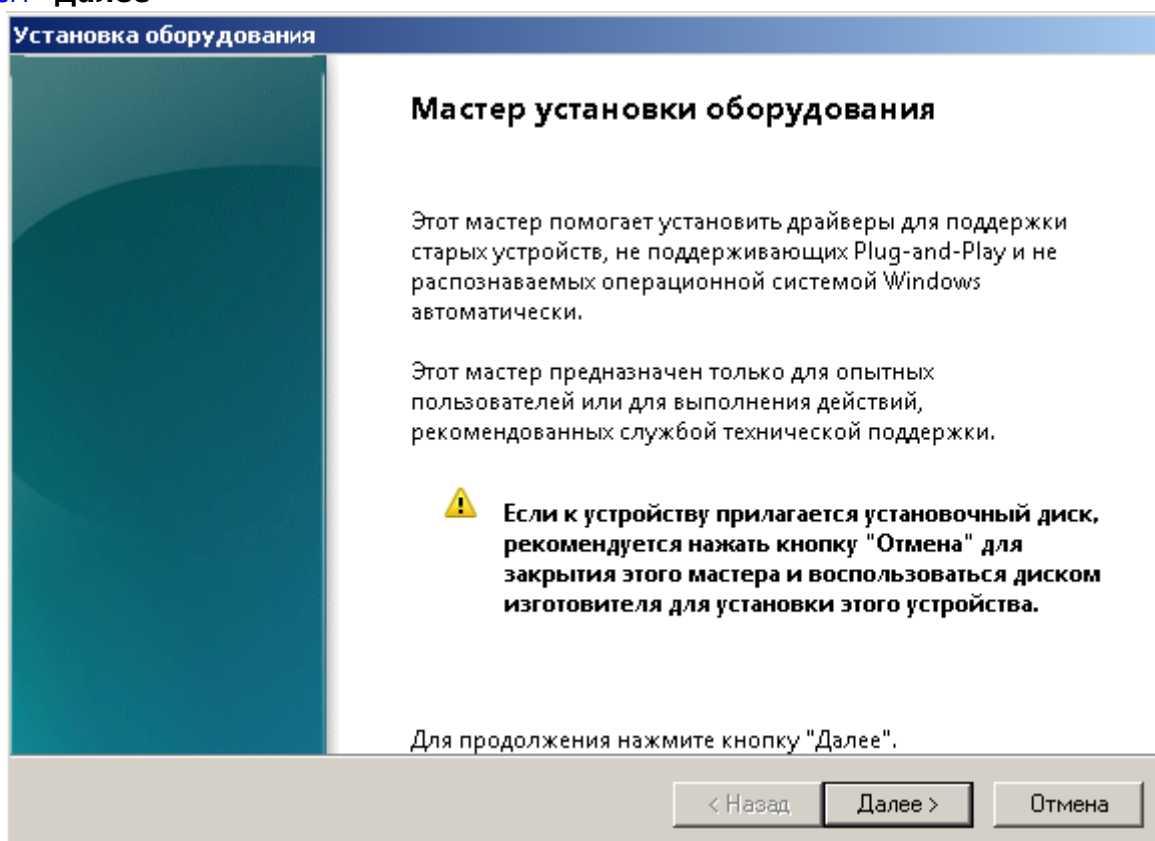 Далее
Установка оборудования
Мастер установки оборудования
Этот мастер помогает установить драйверы для поддержки
старых устройств, не поддерживающих Plug-and-Play и не
распознаваемых операционной системой Windows
автоматически.
Этот мастер предназначен только для опытных
пользователей или для выполнения действий,
рекомендованных службой технической поддержки.
Если к устройству прилагается установочный диск,
рекомендуется нажать кнопку "Отмена" для
закрытия этого мастера и воспользоваться диском
изготовителя для установки этого устройства.
Для продолжения нажмите кнопку "Далее".
< Назад Далее > Отмена